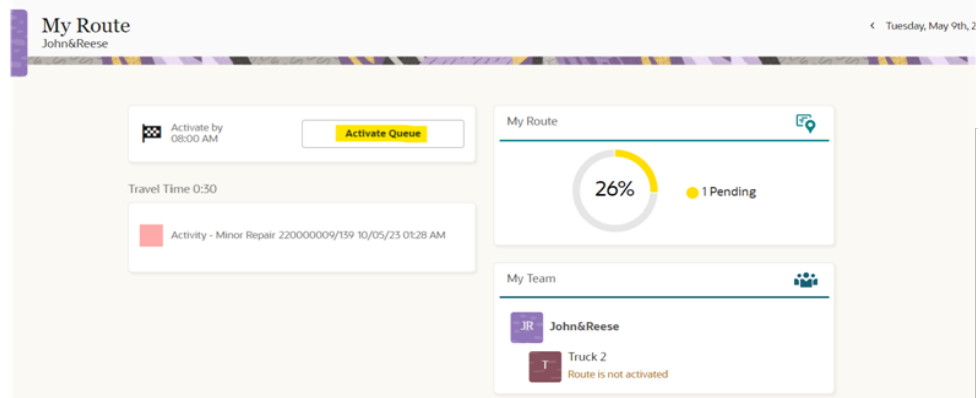 My Route
John&Reese
< Tuesday, May 9th, 2
Activate by
08:00 AM
Activate Queue
Travel Time 0:30
Activity - Minor Repair 220000009/139 10/05/23 01:28 AM
My Route
26%
1 Pending
My Team
JR
John&Reese
T
Truck 2
Route is not activated